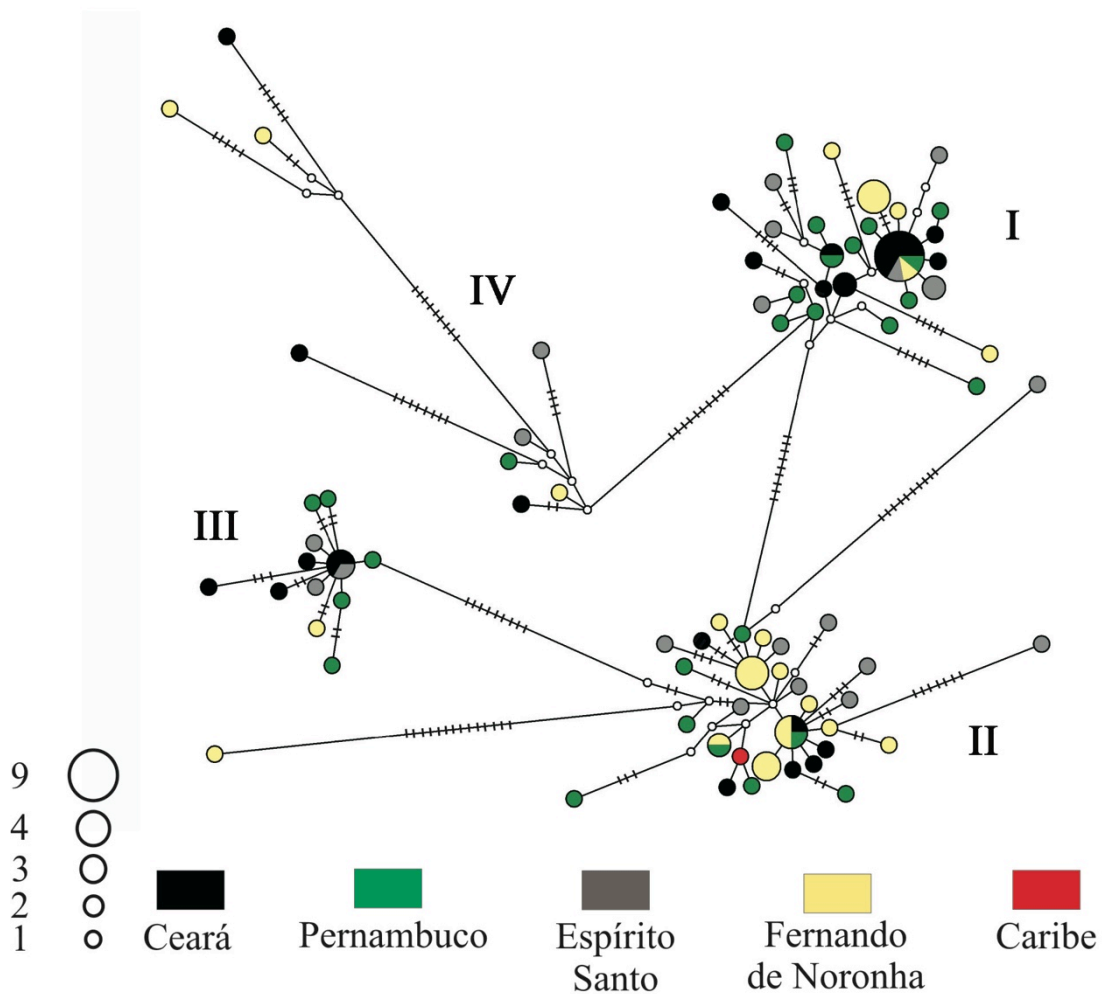 I
IV
III
II
9
4
3
2
1
Ceará
Pernambuco
Espírito
Santo
Fernando
de Noronha
Caribe